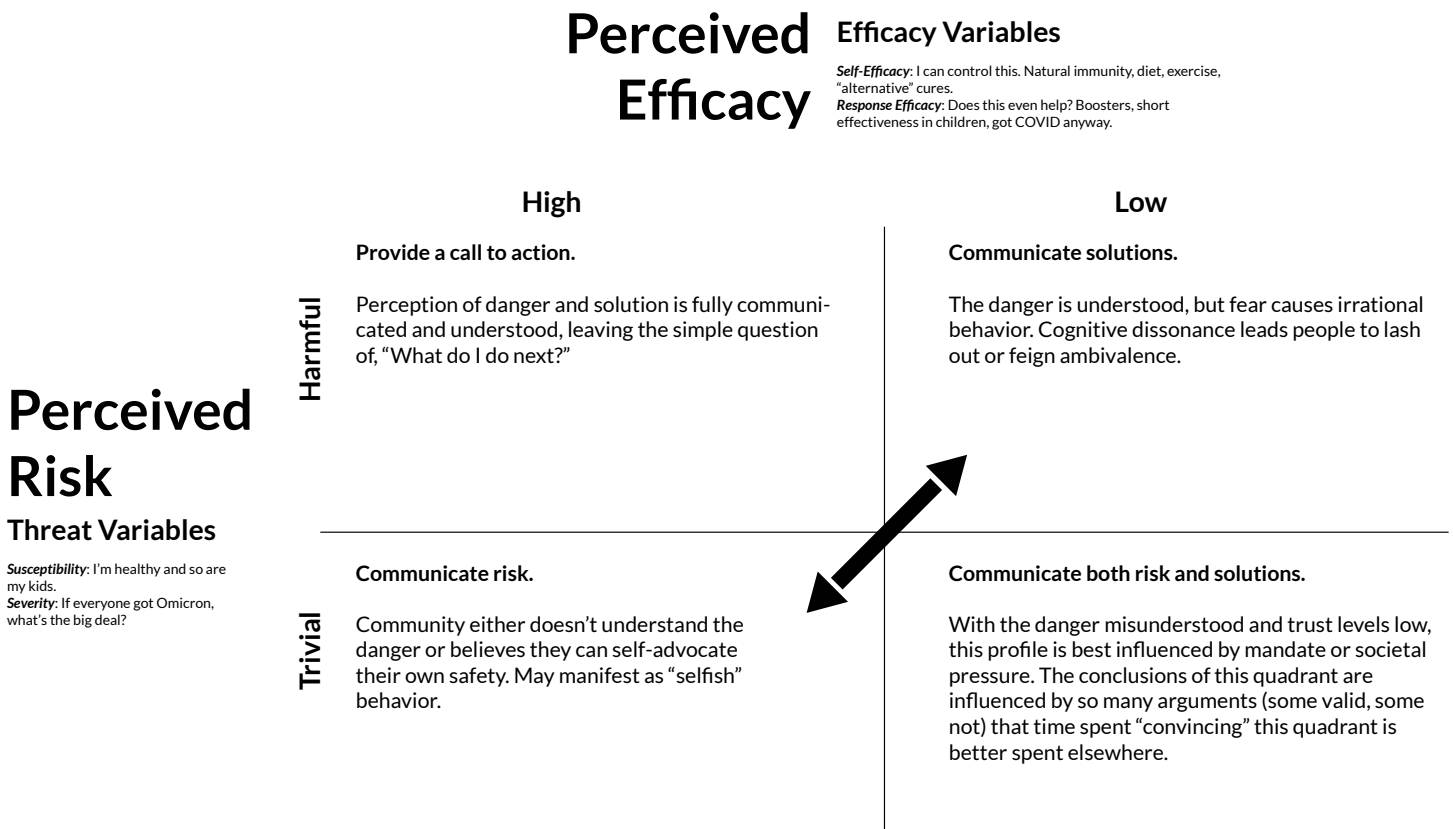 Perceived
Efficacy
Efficacy Variables
Self-Efficacy: I can control this. Natural immunity, diet, exercise,
“alternative” cures.
Response Efficacy: Does this even help? Boosters, short
effectiveness in children, got COVID anyway.
High
Low
Perceived
Risk
Threat Variables
Susceptibility: I’m healthy and so are
my kids.
Severity: If everyone got Omicron,
what’s the big deal?
Harmful
Provide a call to action.
Perception of danger and solution is fully communi-
cated and understood, leaving the simple question
of, “What do I do next?”
Communicate solutions.
The danger is understood, but fear causes irrational
behavior. Cognitive dissonance leads people to lash
out or feign ambivalence.
Trivial
Communicate risk.
Community either doesn’t understand the
danger or believes they can self-advocate
their own safety. May manifest as “selfish”
behavior.
Communicate both risk and solutions.
With the danger misunderstood and trust levels low,
this profile is best influenced by mandate or societal
pressure. The conclusions of this quadrant are
influenced by so many arguments (some valid, some
not) that time spent “convincing” this quadrant is
better spent elsewhere.